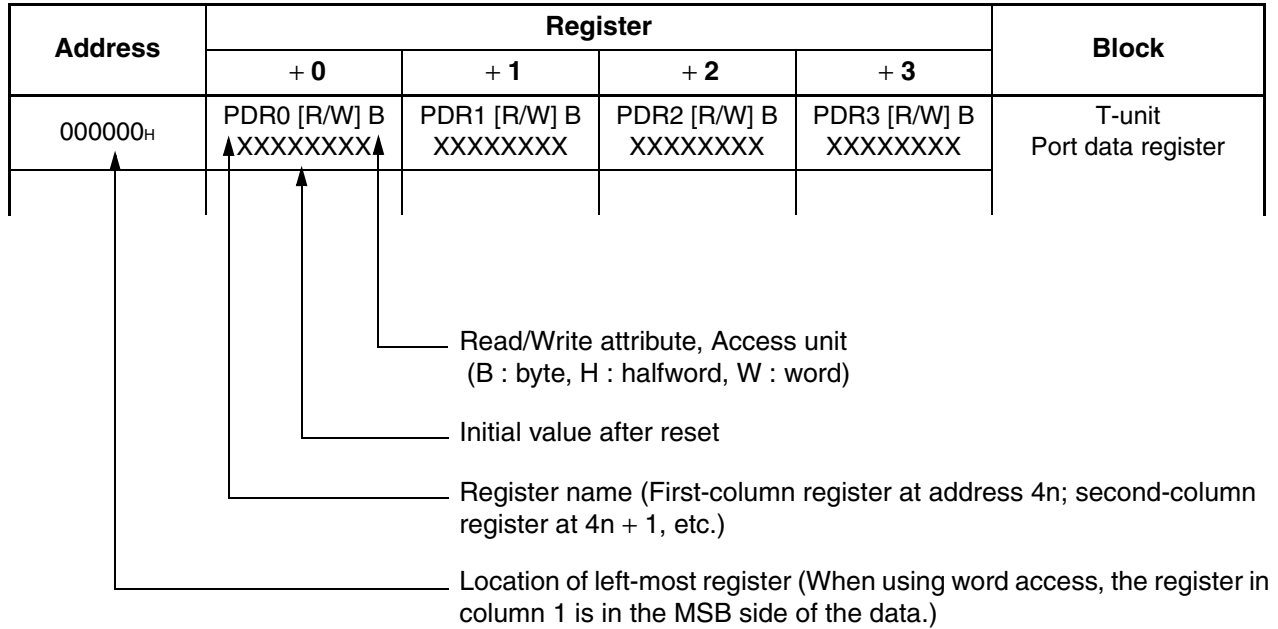 Address Register Block
+ 0 + 1 + 2 + 3
000000H PDR0 [R/W] B PDR1 [R/W] B PDR2 [R/W] B PDR3 [R/W] B T-unit
XXXXXXXX XXXXXXXX XXXXXXXX XXXXXXXX Port data register
Read/Write attribute, Access unit
(B : byte, H : halfword, W : word)
Initial value after reset
Register name (First-column register at address 4n; second-column
register at 4n + 1, etc.)
Location of left-most register (When using word access, the register in
column 1 is in the MSB side of the data.)